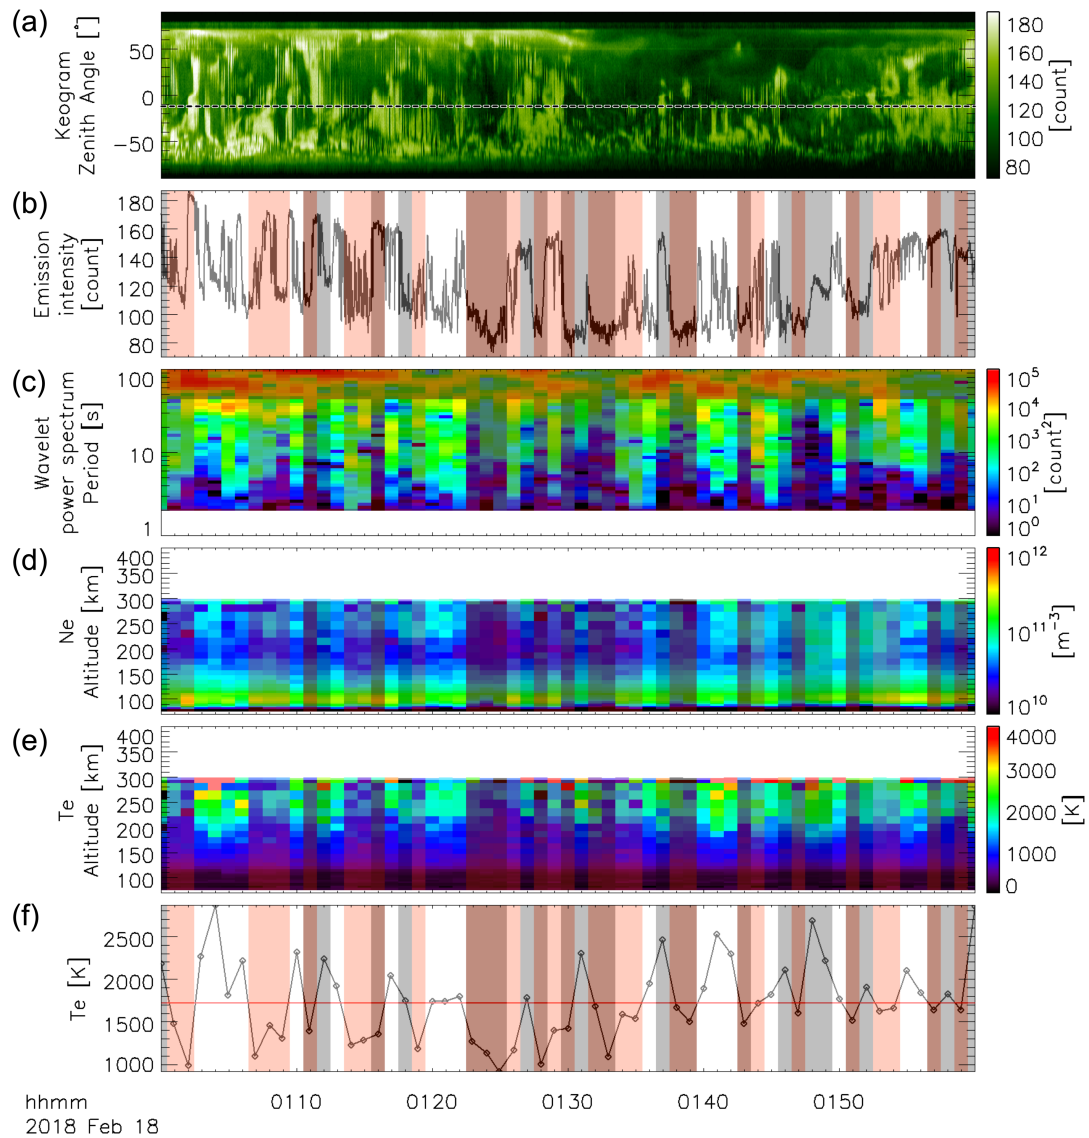 (a)
Keogram
Zenith Angle [°]
50
0
−50
180
160
140
120
100
80
[count]
(b)
Emission
intensity
[count]
180
160
140
120
100
80
(c)
Wavelet
power spectrum
Period [s]
100
10
1
10⁵
10⁴
10³
10²
10¹
10⁰
[count²]
(d)
Ne
Altitude [km]
400
350
300
250
200
150
100
10¹²
10¹¹
10¹⁰
[m⁻³]
(e)
Te
Altitude [km]
400
350
300
250
200
150
100
4000
3000
2000
1000
0
[K]
(f)
Te [K]
2500
2000
1500
1000
hhmm 0110 0120 0130 0140 0150
2018 Feb 18